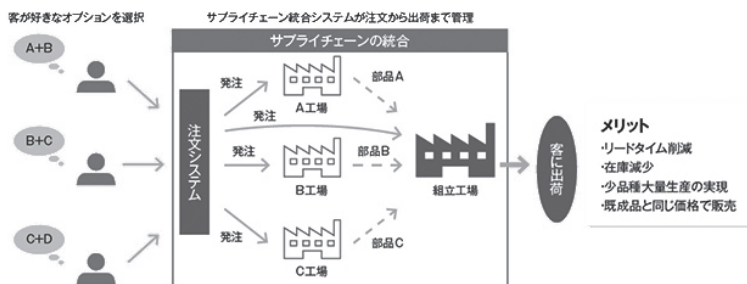 客が好きなオプションを選択
サプライチェーン統合システムが注文から出荷まで管理
サプライチェーンの統合
A+B
B+C
C+D
注文システム
発注
発注
発注
発注
A工場
B工場
C工場
部品A
部品B
部品C
組立工場
客に出荷
メリット
・リードタイム削減
・在庫減少
・少品種大量生産の実現
・既成品と同じ価格で販売